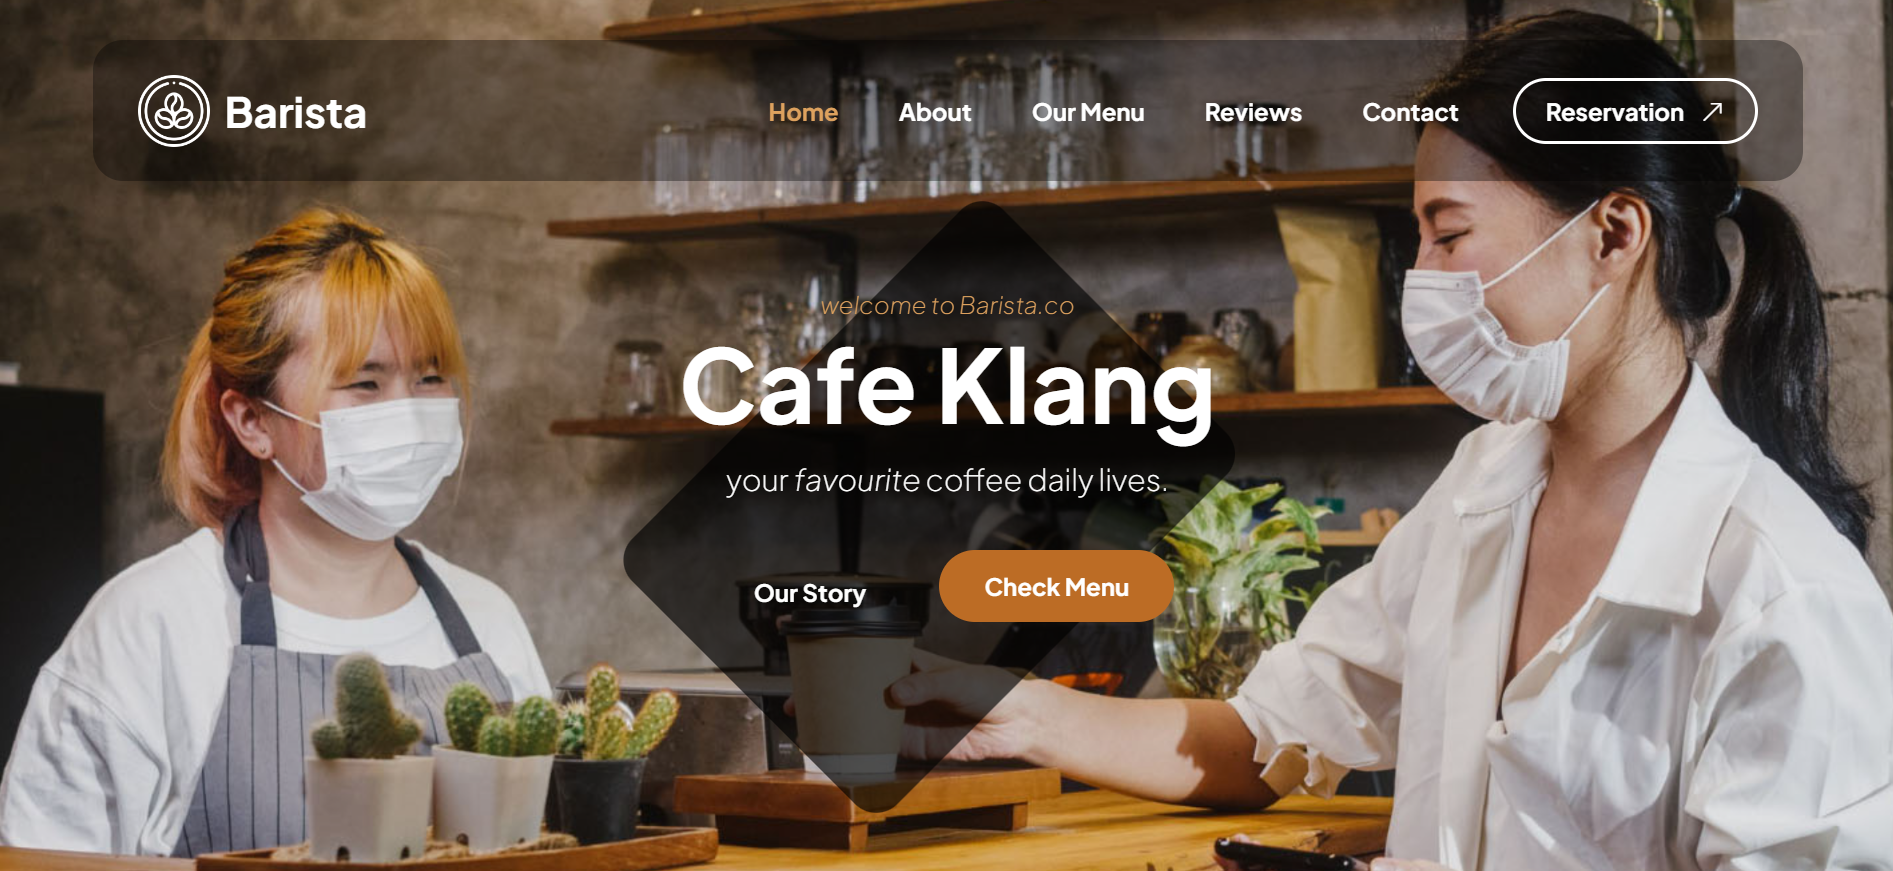 Barista
Home About Our Menu Reviews Contact Reservation
welcome to Barista.co
Cafe Klang
your favourite coffee daily lives.
Our Story Check Menu